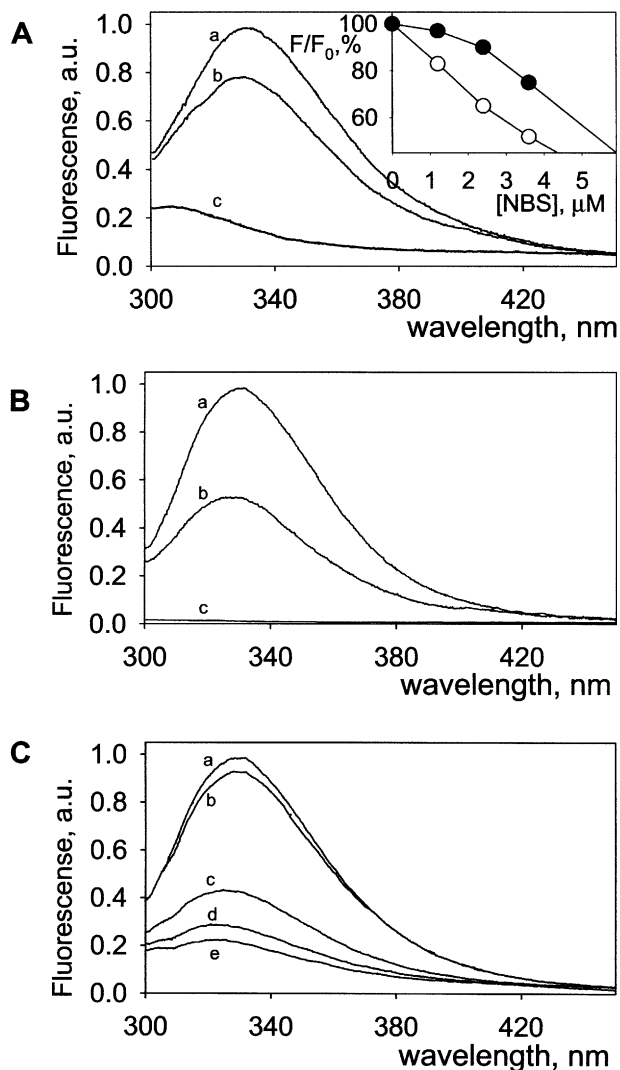 A
Fluorescense, a.u.
1.0
0.8
0.6
0.4
0.2
0.0
a
b
c
300 340 380 420
wavelength, nm
F/F0,%
100
80
60
0 1 2 3 4 5
[NBS], μM
B
Fluorescence, a.u.
1.0
0.8
0.6
0.4
0.2
0.0
a
b
c
300 340 380 420
wavelength, nm
C
Fluorescense, a.u.
1.0
0.8
0.6
0.4
0.2
0.0
a
b
c
d
e
300 340 380 420
wavelength, nm